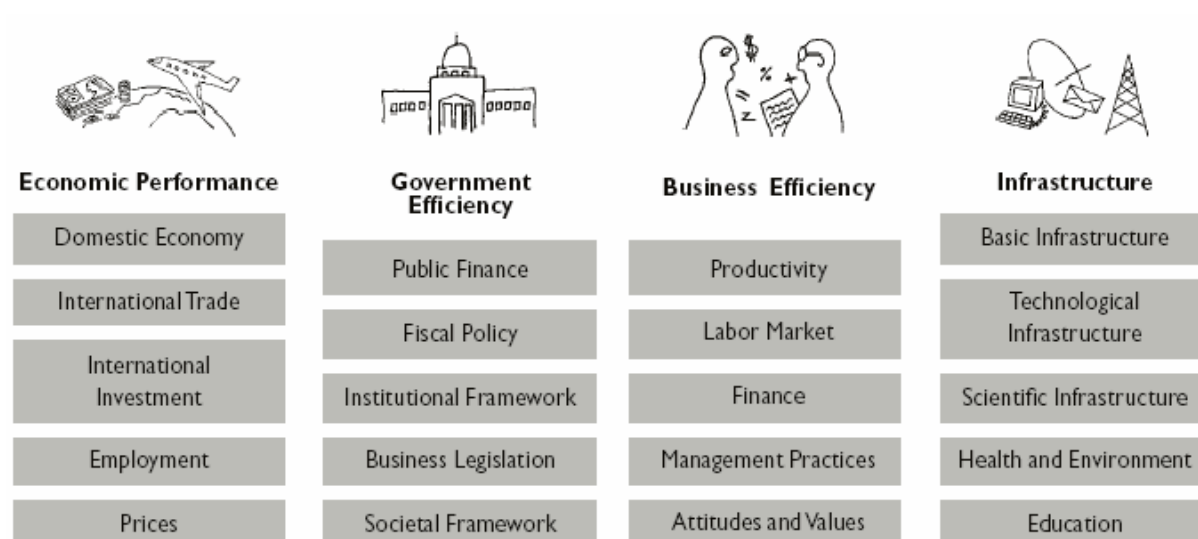 Economic Performance
Domestic Economy
International Trade
International
Investment
Employment
Prices
Government
Efficiency
Public Finance
Fiscal Policy
Institutional Framework
Business Legislation
Societal Framework
Business Efficiency
$
%
+
=
z
Productivity
Labor Market
Finance
Management Practices
Attitudes and Values
Infrastructure
Basic Infrastructure
Technological
Infrastructure
Scientific Infrastructure
Health and Environment
Education